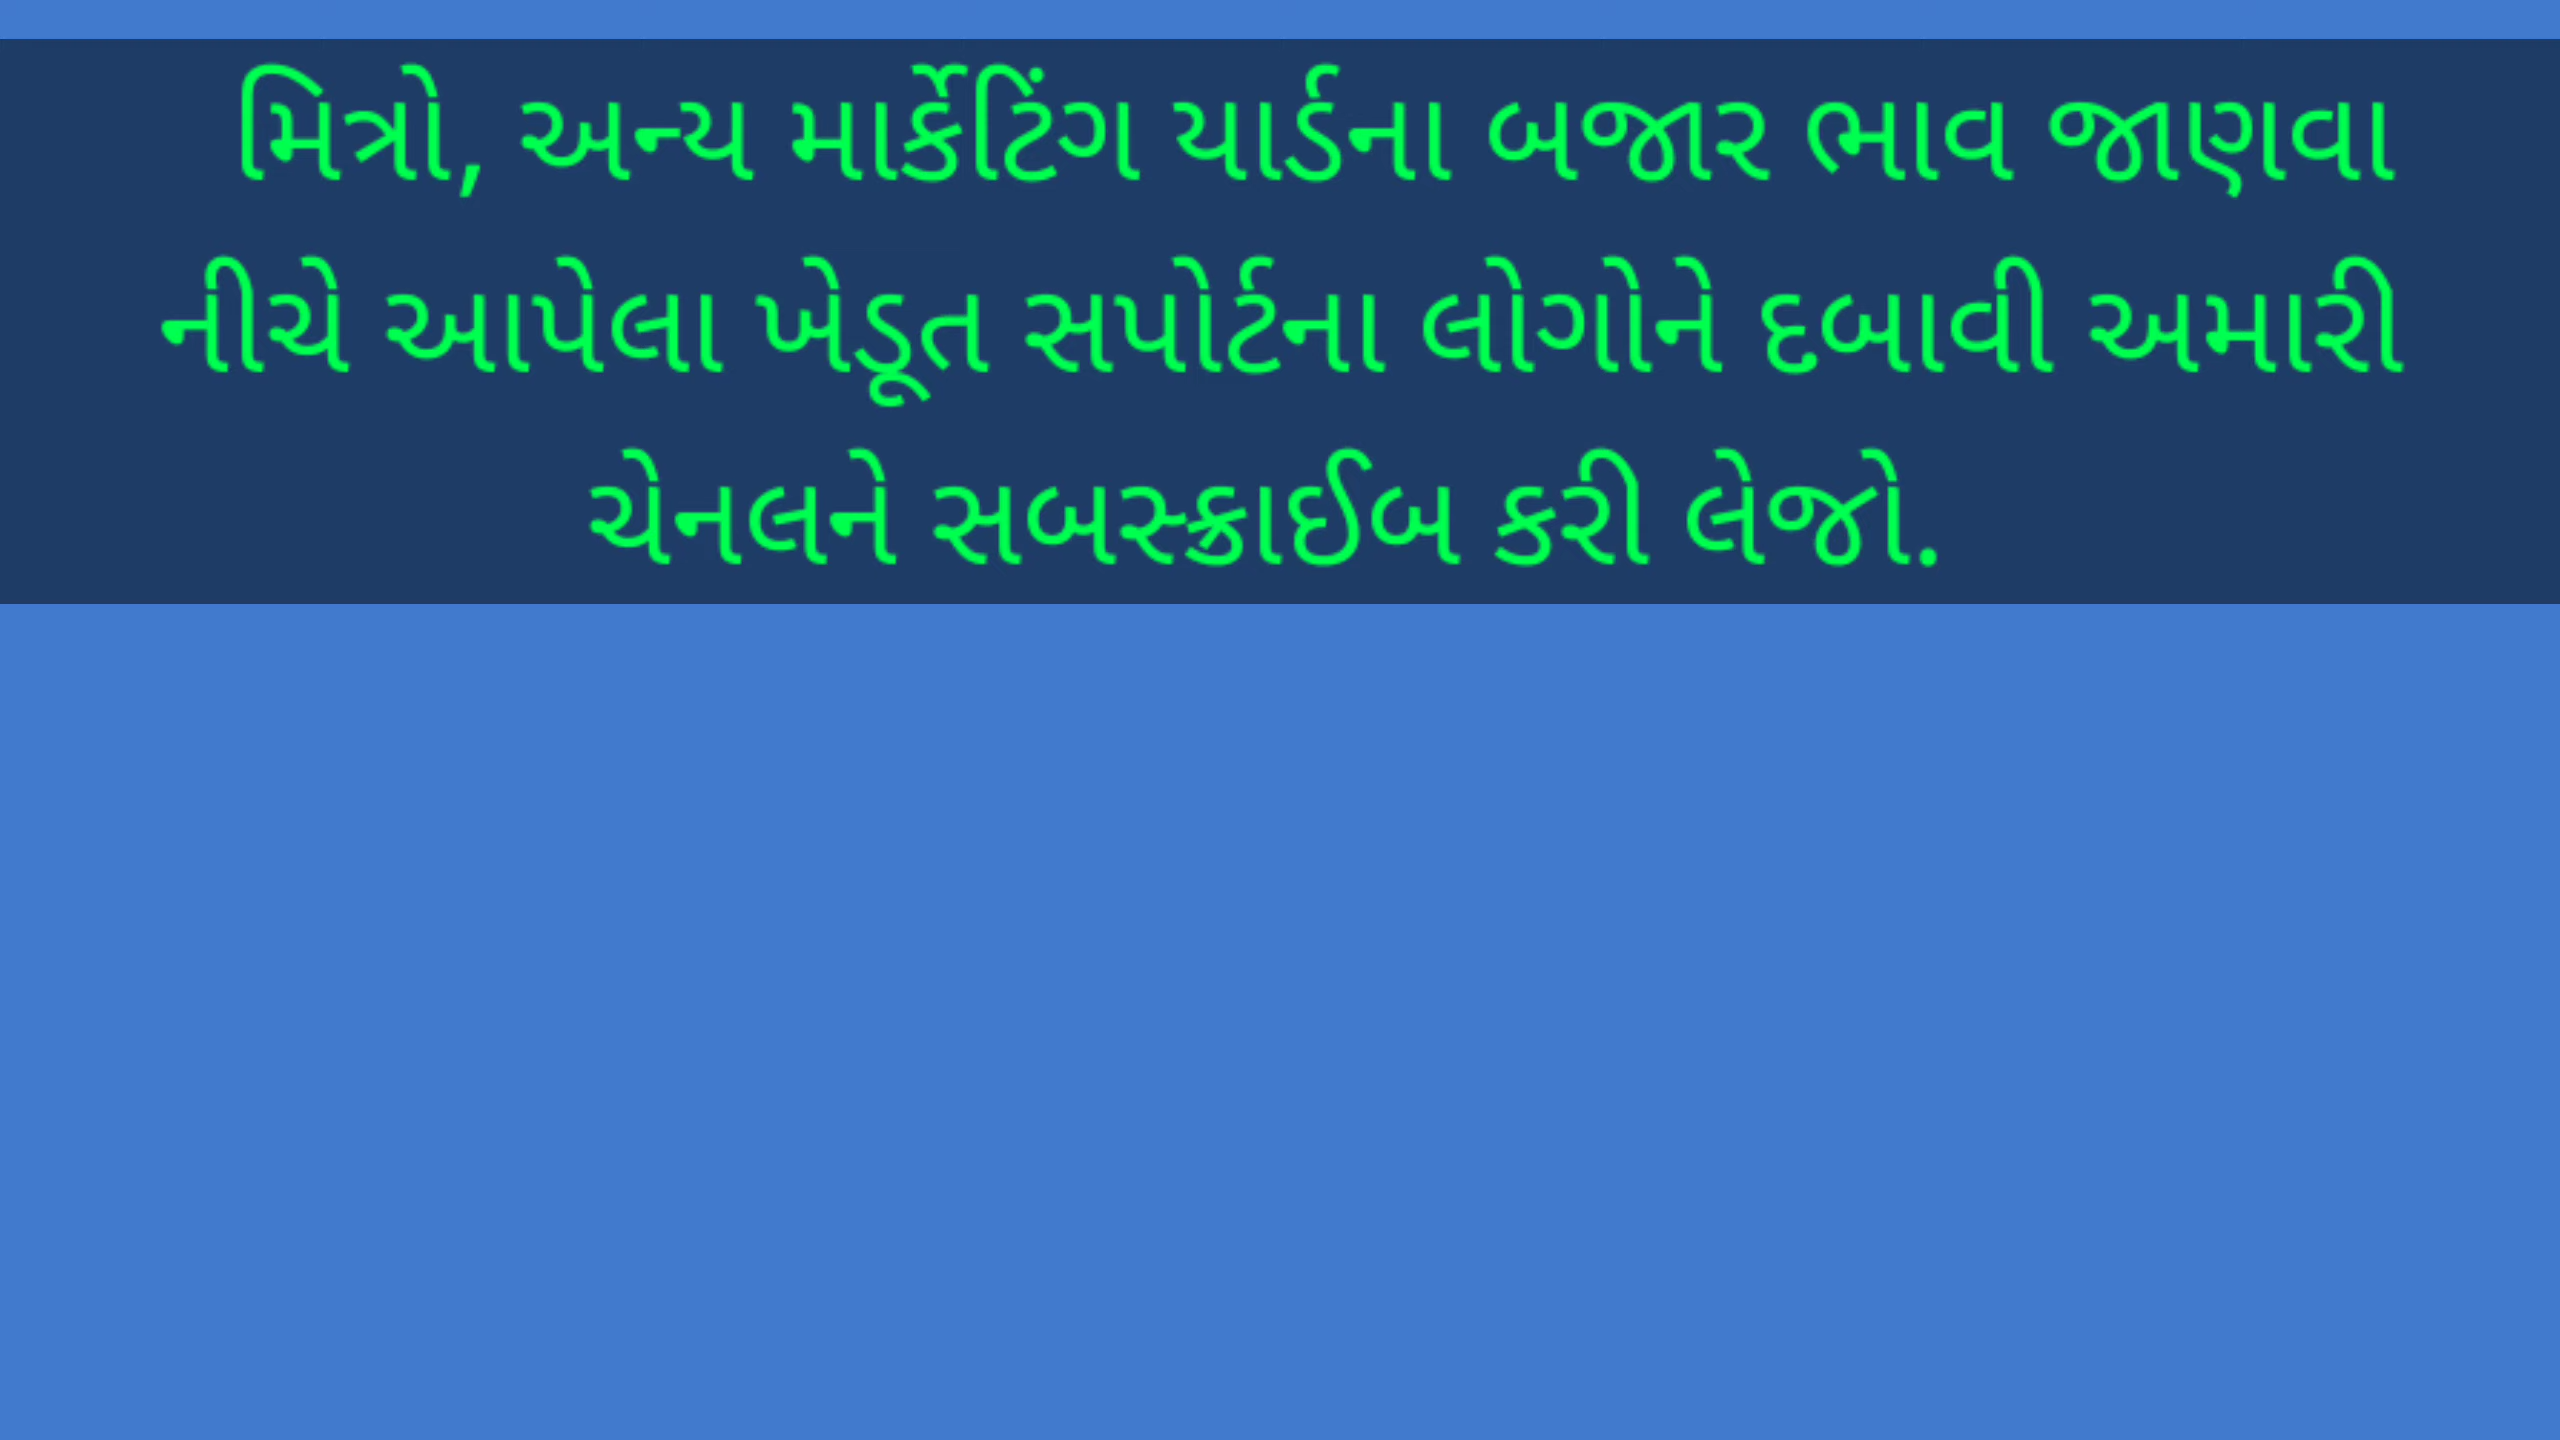 મિત્રો, અન્ય માર્કેટિંગ યાર્ડના બજાર ભાવ જાણવા
નીચે આપેલા ખેડૂત સપોર્ટના લોગોને દબાવી અમારી
ચેનલને સબસ્ક્રાઈબ કરી લેજો.